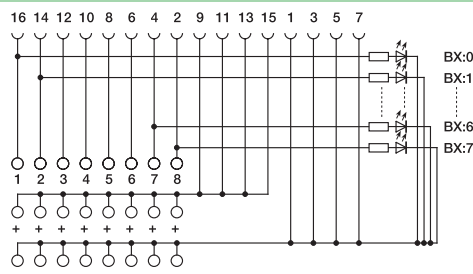 16 14 12 10 8 6 4 2 9 11 13 15 1 3 5 7
BX:0
BX:1
BX:6
BX:7
1 2 3 4 5 6 7 8
+ + + + + + + +